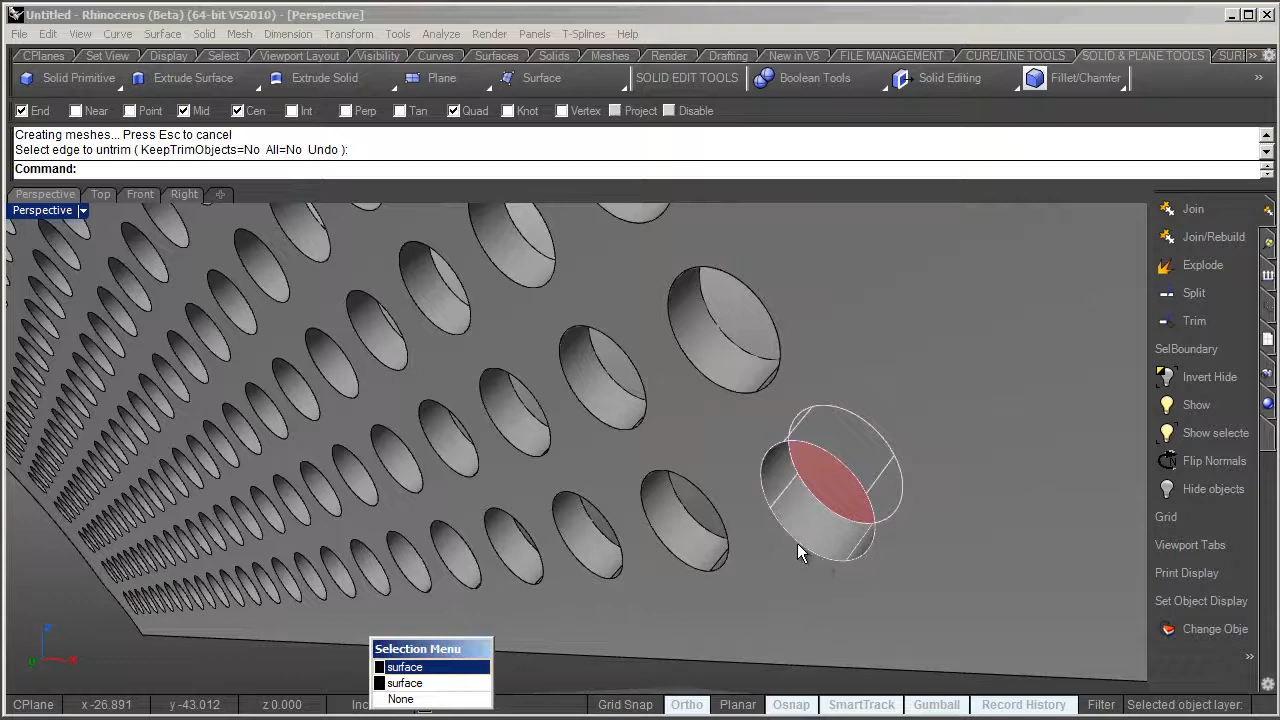 Untitled - Rhinoceros (Beta) (64-bit VS2010) - [Perspective]
File Edit View Curve Surface Solid Mesh Dimension Transform Tools Analyze Render Panels T-Splines Help
CPlanes Set View Display Select Viewport Layout Visibility Curves Surfaces Solids Meshes Render Drafting New in V5 FILE MANAGEMENT CURE/LINE TOOLS SOLID & PLANE TOOLS SURI
Solid Primitive Extrude Surface Extrude Solid Plane Surface SOLID EDIT TOOLS Boolean Tools Solid Editing Fillet/Chamfer
End Near Point Mid Cen Int Perp Tan Quad Knot Vertex Project Disable
Creating meshes... Press Esc to cancel
Select edge to untrim ( KeepTrimObjects=No All=No Undo ):
Command:
Perspective Top Front Right
Perspective
Join
Join/Rebuild
Explode
Split
Trim
SelBoundary
Invert Hide
Show
Show selecte
Flip Normals
Hide objects
Grid
Viewport Tabs
Print Display
Set Object Display
Change Obje
z
y x
Selection Menu
surface
surface
None
CPlane x -26.891 y -43.012 z 0.000 Inc Grid Snap Ortho Planar Osnap SmartTrack Gumball Record History Filter Selected object layer: